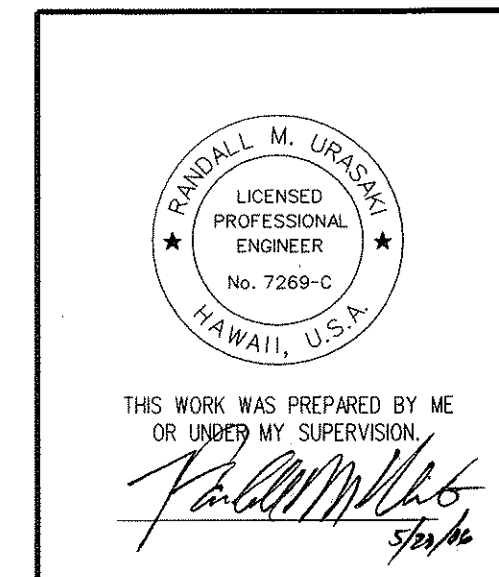 RANDALL M. URASAKI
LICENSED
PROFESSIONAL
ENGINEER
No. 7269-C
HAWAII, U.S.A.
THIS WORK WAS PREPARED BY ME
OR UNDER MY SUPERVISION.